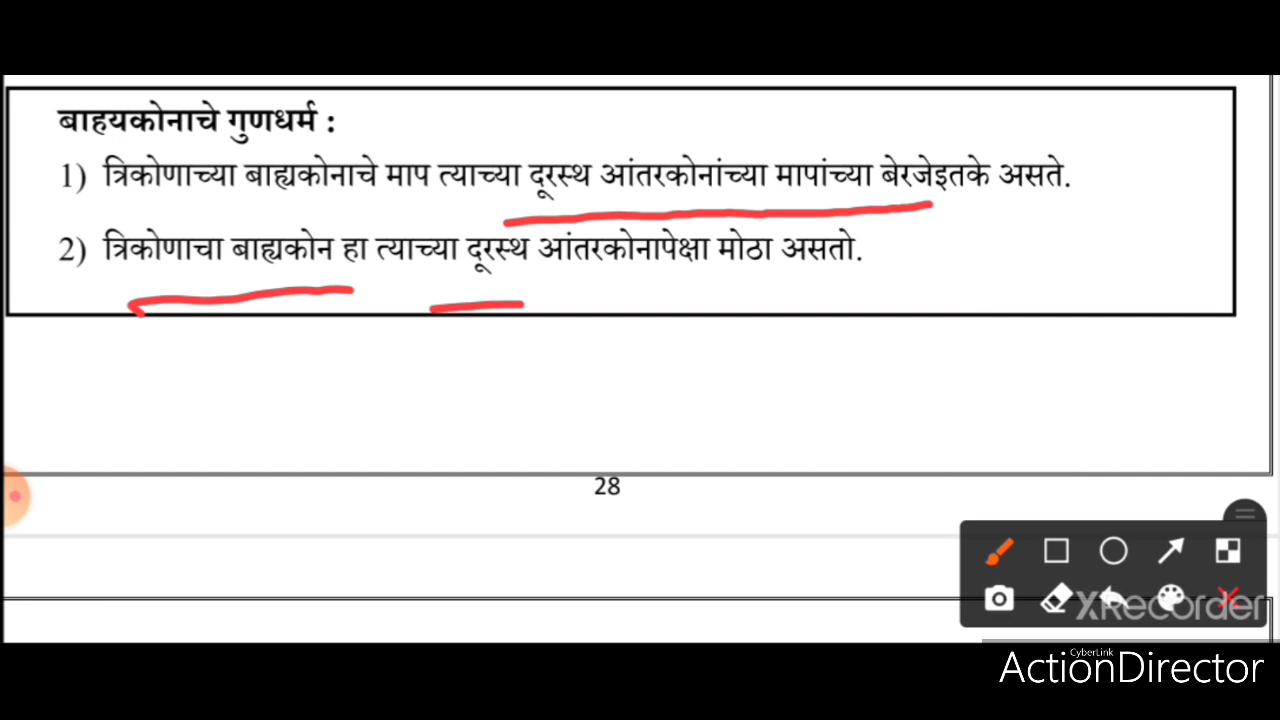 बाहयकोनाचे गुणधर्म :
1) त्रिकोणाच्या बाह्यकोनाचे माप त्याच्या दूरस्थ आंतरकोनांच्या मापांच्या बेरजेइतके असते.
2) त्रिकोणाचा बाह्यकोन हा त्याच्या दूरस्थ आंतरकोनापेक्षा मोठा असतो.
28
XRecorder
CyberLink
ActionDirector